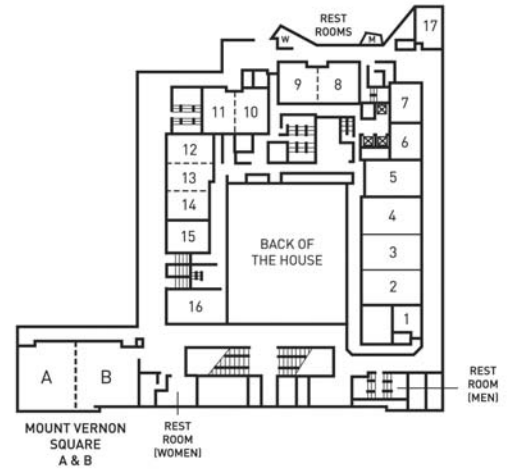 REST
ROOMS
17
W
M
9
8
11
10
7
6
12
13
14
15
5
4
3
2
1
BACK OF
THE HOUSE
16
A
B
MOUNT VERNON
SQUARE
A & B
REST
ROOM
(WOMEN)
REST
ROOM
(MEN)